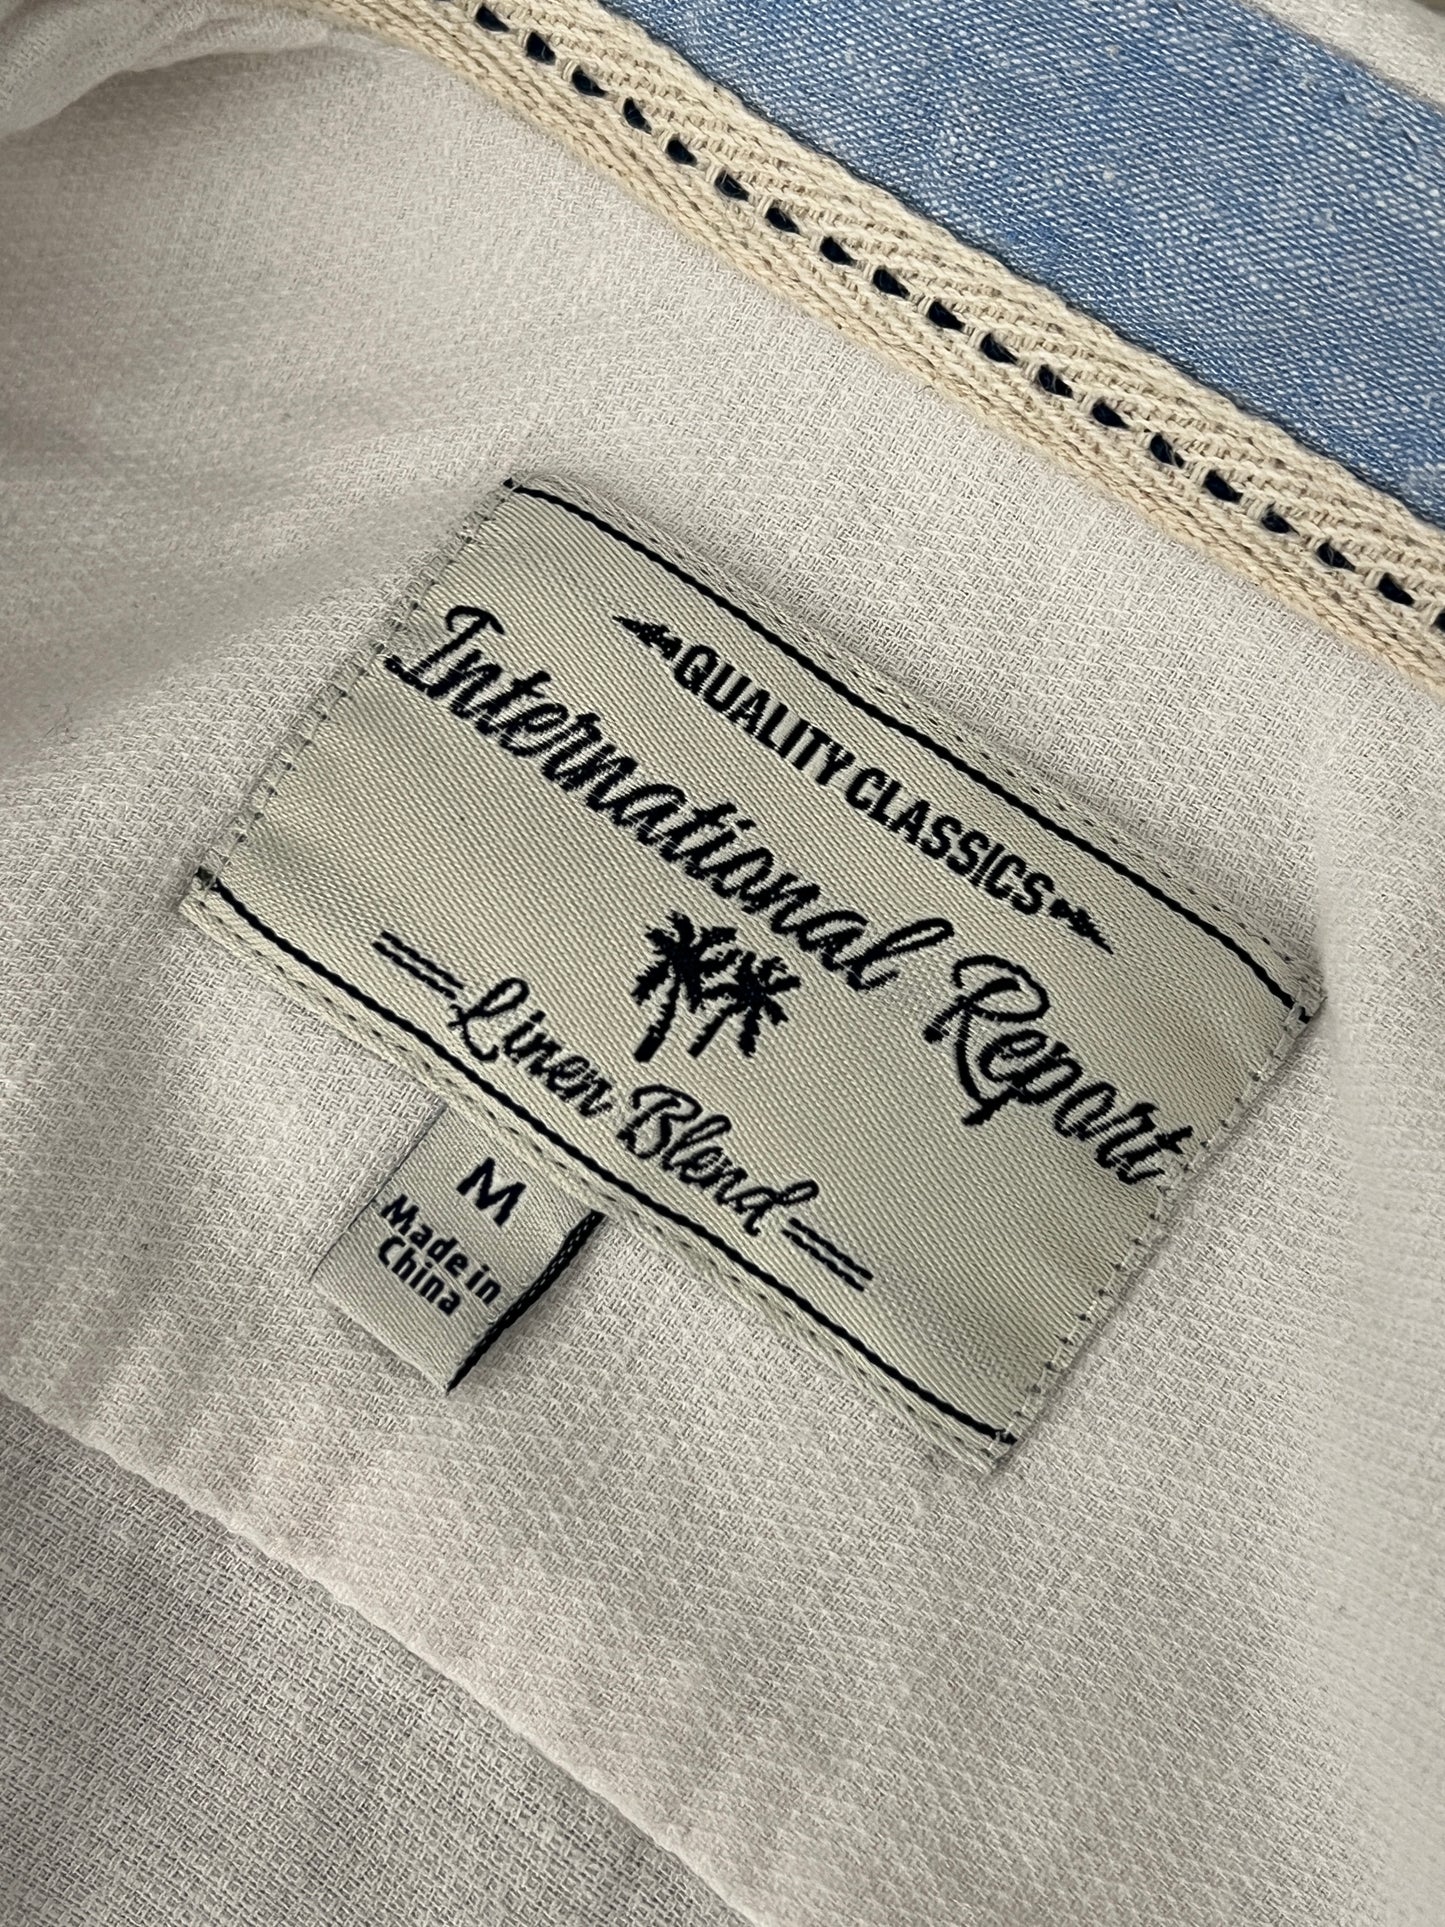 QUALITY CLASSICS
International Report
Linen Blend
M
Made in
China